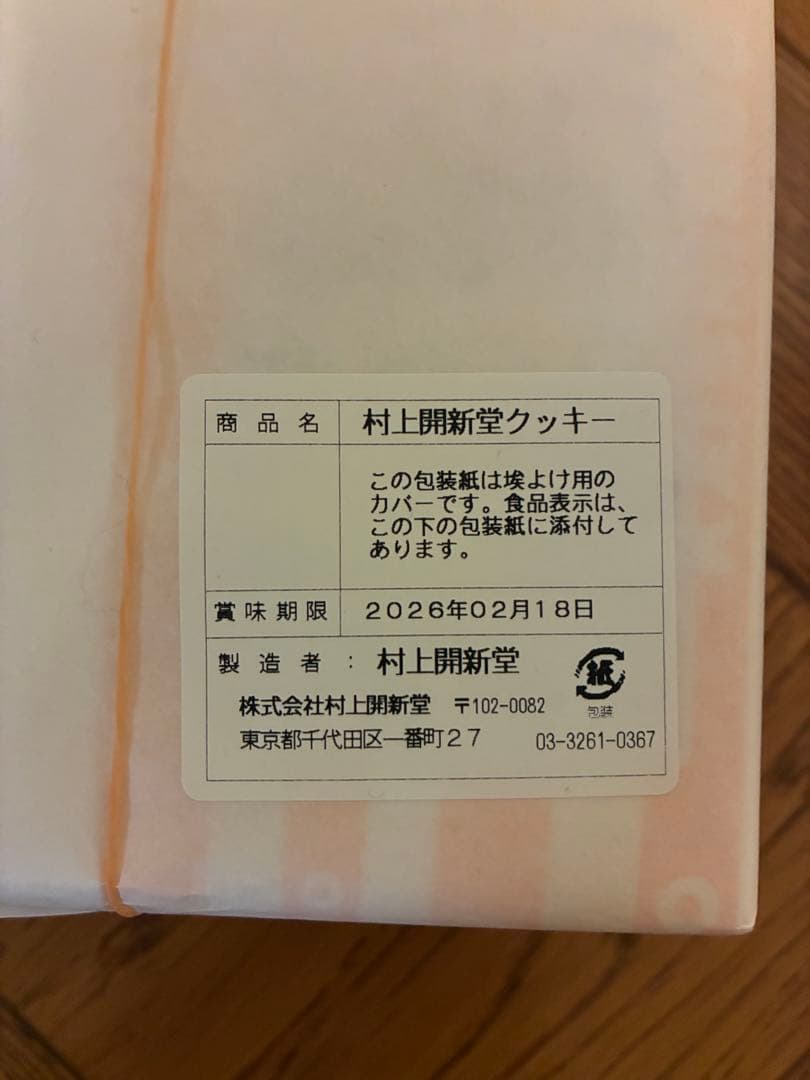 商品名 村上開新堂クッキー
この包装紙は埃よけ用の
カバーです。食品表示は、
この下の包装紙に添付して
あります。
賞味期限 2026年02月18日
製造者： 村上開新堂
紙
包装
株式会社村上開新堂 〒102-0082
東京都千代田区一番町27 03-3261-0367